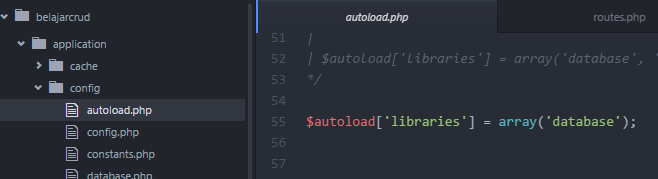 belajarcrud
application
cache
config
autoload.php
config.php
constants.php
database.php
autoload.php
routes.php
51 |
52 | $autoload['libraries'] = array('database', '
53 */
54
55 $autoload['libraries'] = array('database');
56
57